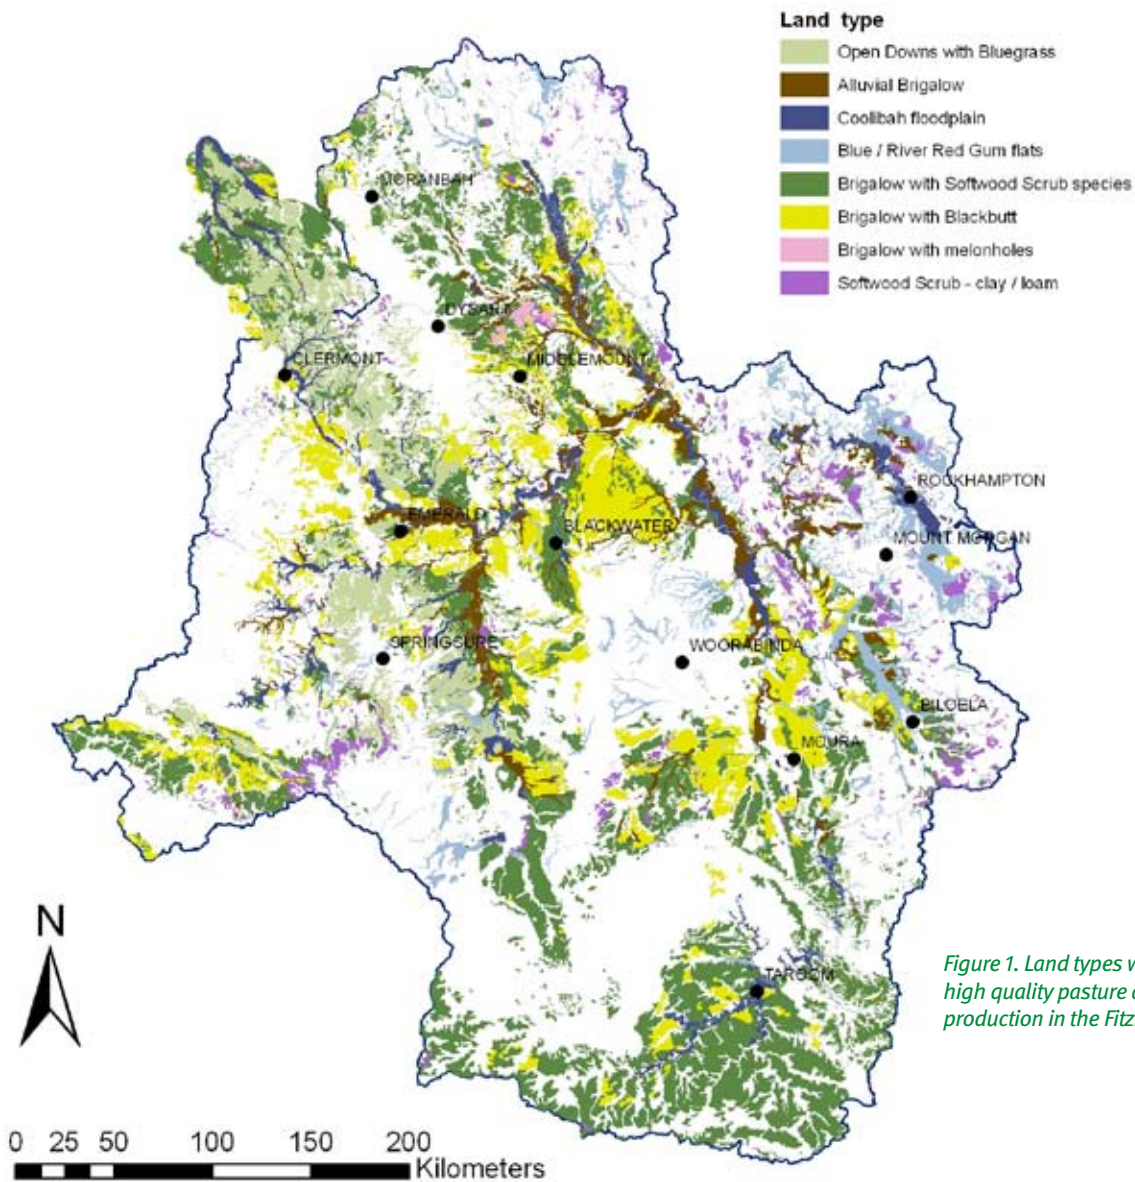 Land type
Open Downs with Bluegrass
Alluvial Brigalow
Coolibah floodplain
Blue / River Red Gum flats
Brigalow with Softwood Scrub species
Brigalow with Blackbutt
Brigalow with melonholes
Softwood Scrub - clay / loam
MORANBAH
DYSART
CLERMONT
MIDDLEMOUNT
ROCKHAMPTON
EMERALD
BLACKWATER
MOUNT MORGAN
SPRINGSURE
WOORABINDA
BILOELA
MOURA
TAROOM
N
Figure 1. Land types
high quality pasture
production in the Fitz
0 25 50 100 150 200
Kilometers